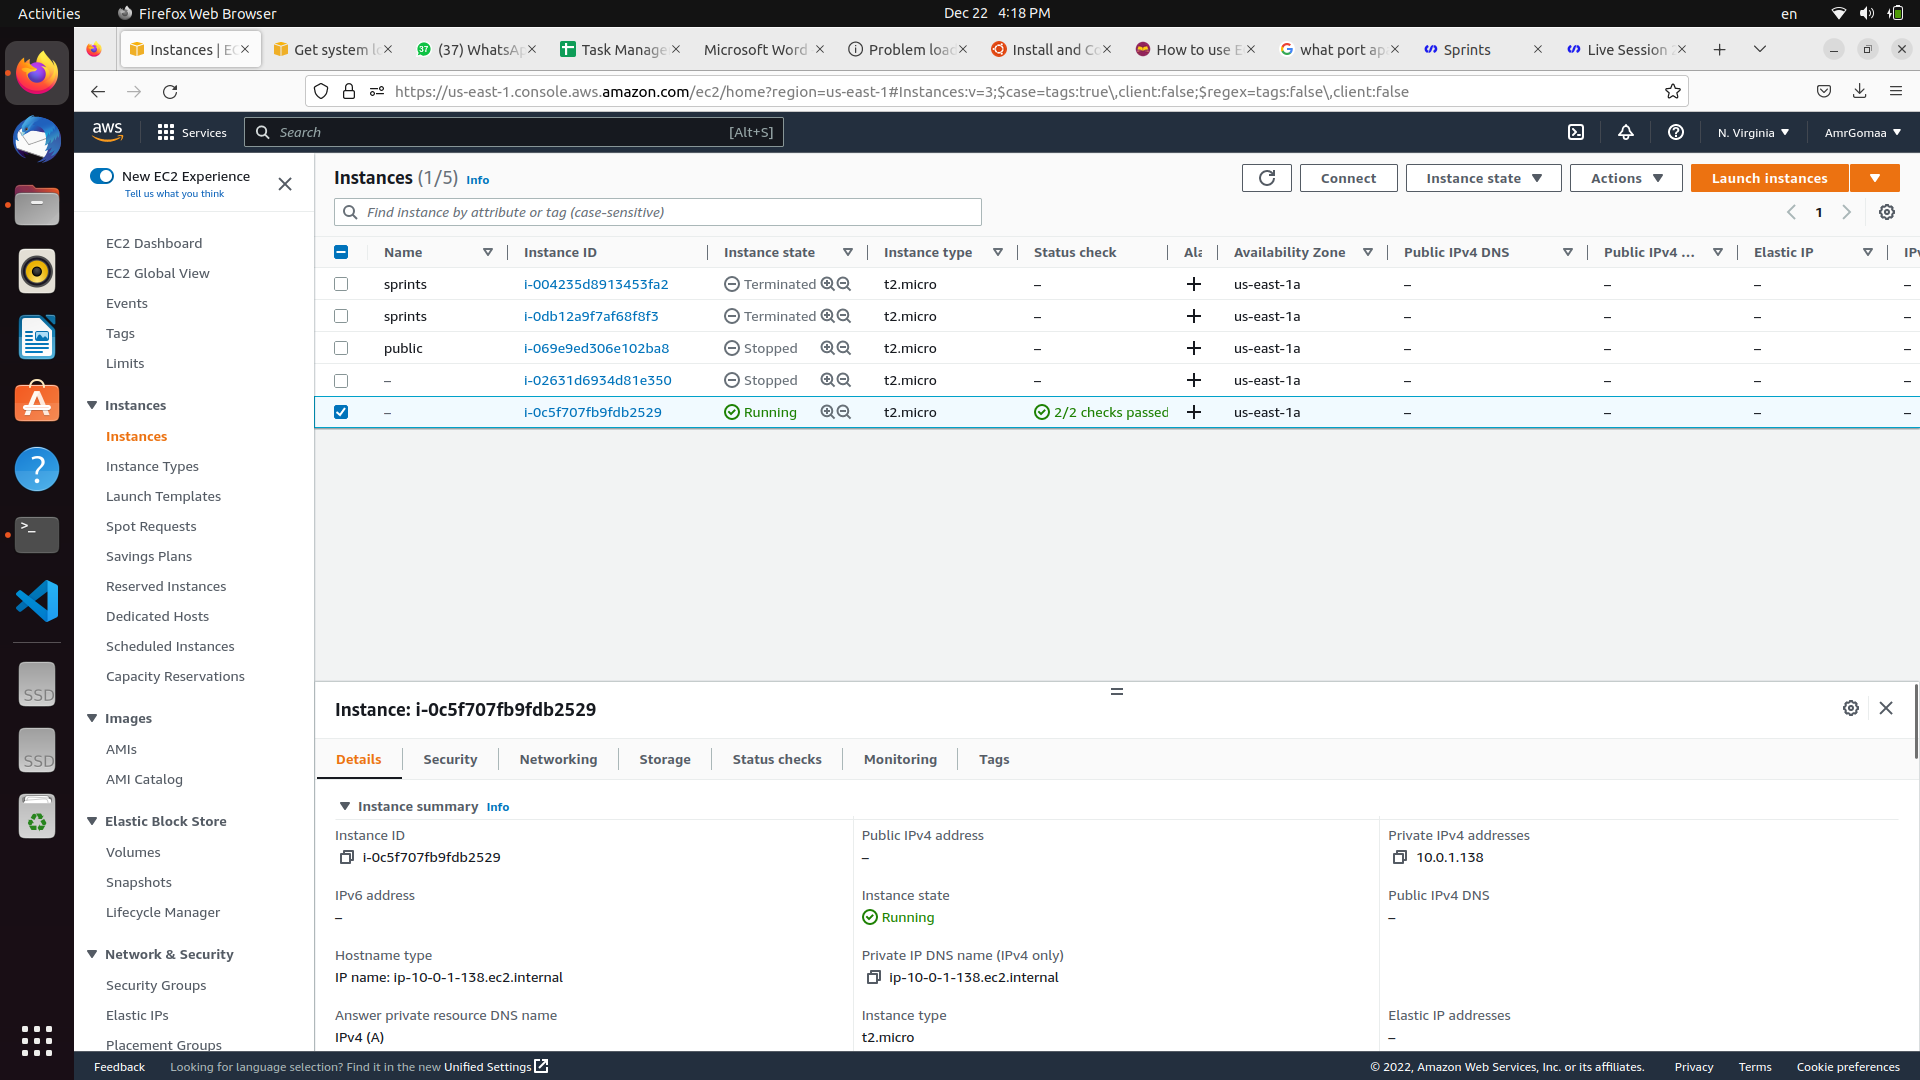 Activities
Firefox Web Browser
Dec 22 4:18 PM
en
Instances | EC
Get system lo
(37) WhatsAp
Task Manage
Microsoft Word
Problem load
Install and Co
How to use E
what port ap
Sprints
Live Session 2
https://us-east-1.console.aws.amazon.com/ec2/home?region=us-east-1#Instances:v=3;$case=tags:true\,client:false;$regex=tags:false\,client:false
aws
Services
Search
[Alt+S]
N. Virginia
AmrGomaa
New EC2 Experience
Tell us what you think
EC2 Dashboard
EC2 Global View
Events
Tags
Limits
Instances
Instances
Instance Types
Launch Templates
Spot Requests
Savings Plans
Reserved Instances
Dedicated Hosts
Scheduled Instances
Capacity Reservations
Images
AMIs
AMI Catalog
Elastic Block Store
Volumes
Snapshots
Lifecycle Manager
Network & Security
Security Groups
Elastic IPs
Placement Groups
Instances (1/5) Info
Connect
Instance state
Actions
Launch instances
Find instance by attribute or tag (case-sensitive)
1
Name Instance ID Instance state Instance type Status check Ala Availability Zone Public IPv4 DNS Public IPv4 ... Elastic IP IPv
sprints i-004235d8913453fa2 Terminated t2.micro – + us-east-1a – – – –
sprints i-0db12a9f7af68f8f3 Terminated t2.micro – + us-east-1a – – – –
public i-069e9ed306e102ba8 Stopped t2.micro – + us-east-1a – – – –
– i-02631d6934d81e350 Stopped t2.micro – + us-east-1a – – – –
– i-0c5f707fb9fdb2529 Running t2.micro 2/2 checks passed + us-east-1a – – – –
Instance: i-0c5f707fb9fdb2529
Details Security Networking Storage Status checks Monitoring Tags
Instance summary Info
Instance ID
i-0c5f707fb9fdb2529
Public IPv4 address
–
Private IPv4 addresses
10.0.1.138
IPv6 address
–
Instance state
Running
Public IPv4 DNS
–
Hostname type
IP name: ip-10-0-1-138.ec2.internal
Private IP DNS name (IPv4 only)
ip-10-0-1-138.ec2.internal
Answer private resource DNS name
IPv4 (A)
Instance type
t2.micro
Elastic IP addresses
–
SSD
SSD
Feedback
Looking for language selection? Find it in the new Unified Settings
© 2022, Amazon Web Services, Inc. or its affiliates.
Privacy
Terms
Cookie preferences